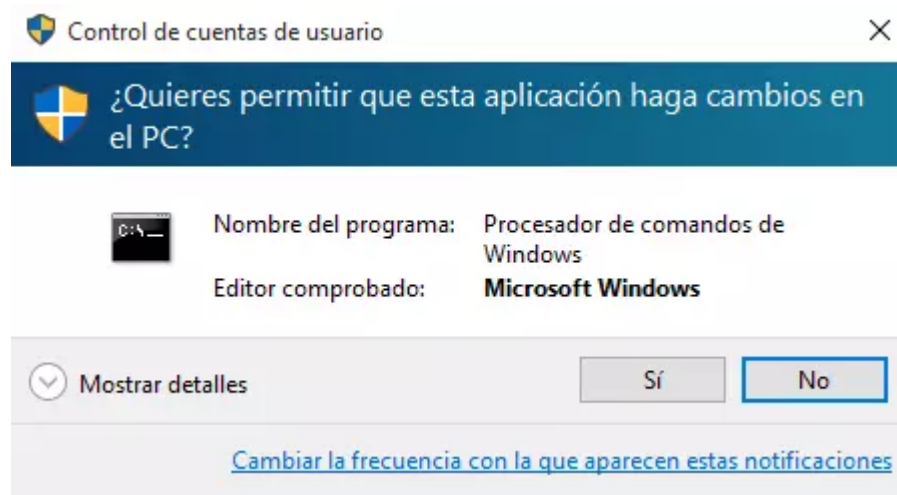 Control de cuentas de usuario
¿Quieres permitir que esta aplicación haga cambios en
el PC?
C:\
Nombre del programa: Procesador de comandos de
Windows
Editor comprobado: Microsoft Windows
Mostrar detalles
Sí No
Cambiar la frecuencia con la que aparecen estas notificaciones